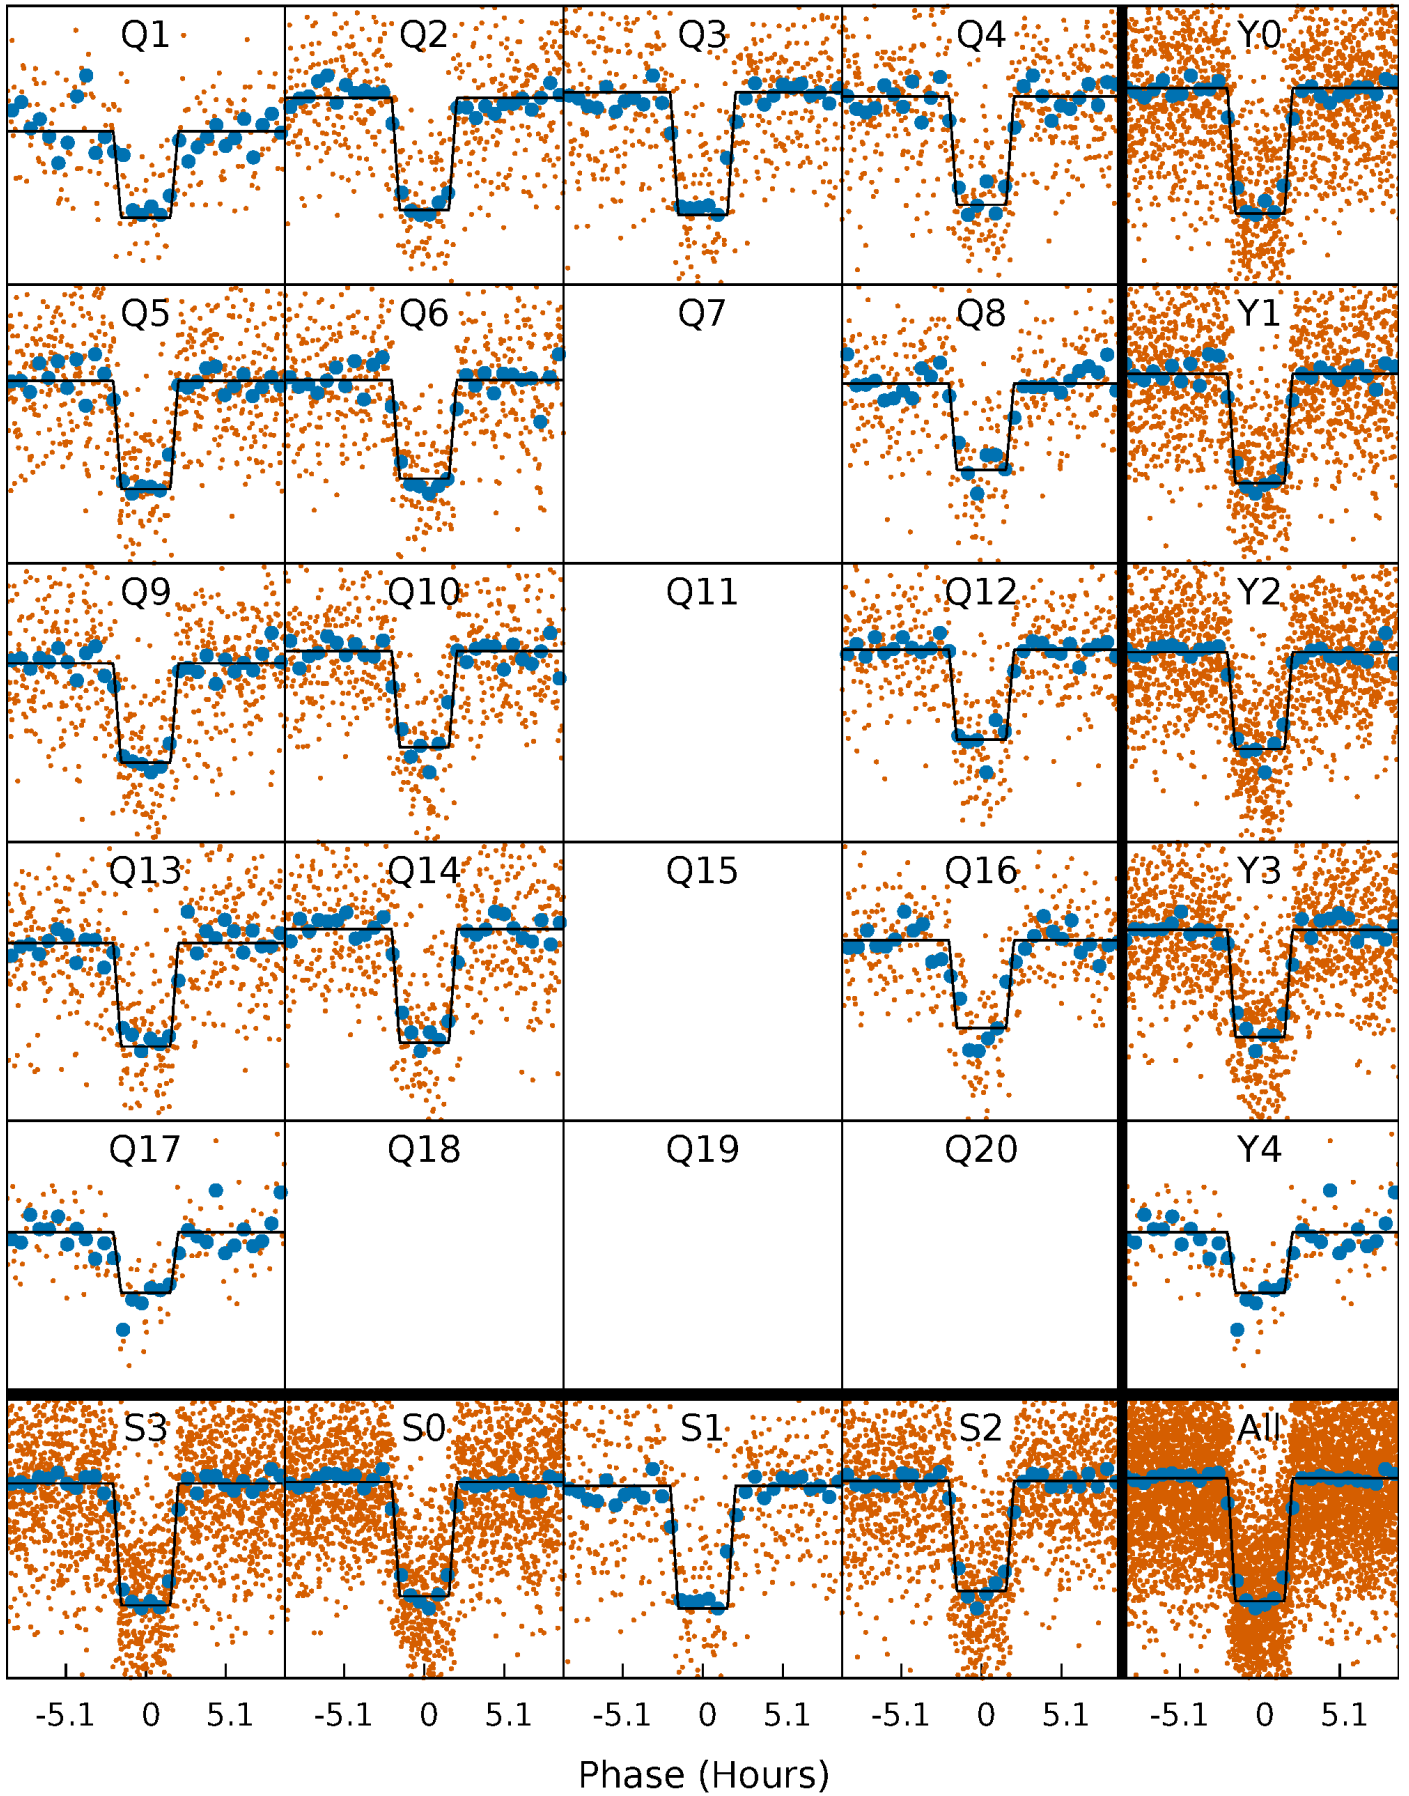 Q1 Q2 Q3 Q4 Y0
Q5 Q6 Q7 Q8 Y1
Q9 Q10 Q11 Q12 Y2
Q13 Q14 Q15 Q16 Y3
Q17 Q18 Q19 Q20 Y4
S3 S0 S1 S2 All
-5.1 0 5.1 -5.1 0 5.1 -5.1 0 5.1 -5.1 0 5.1 -5.1 0 5.1
Phase (Hours)